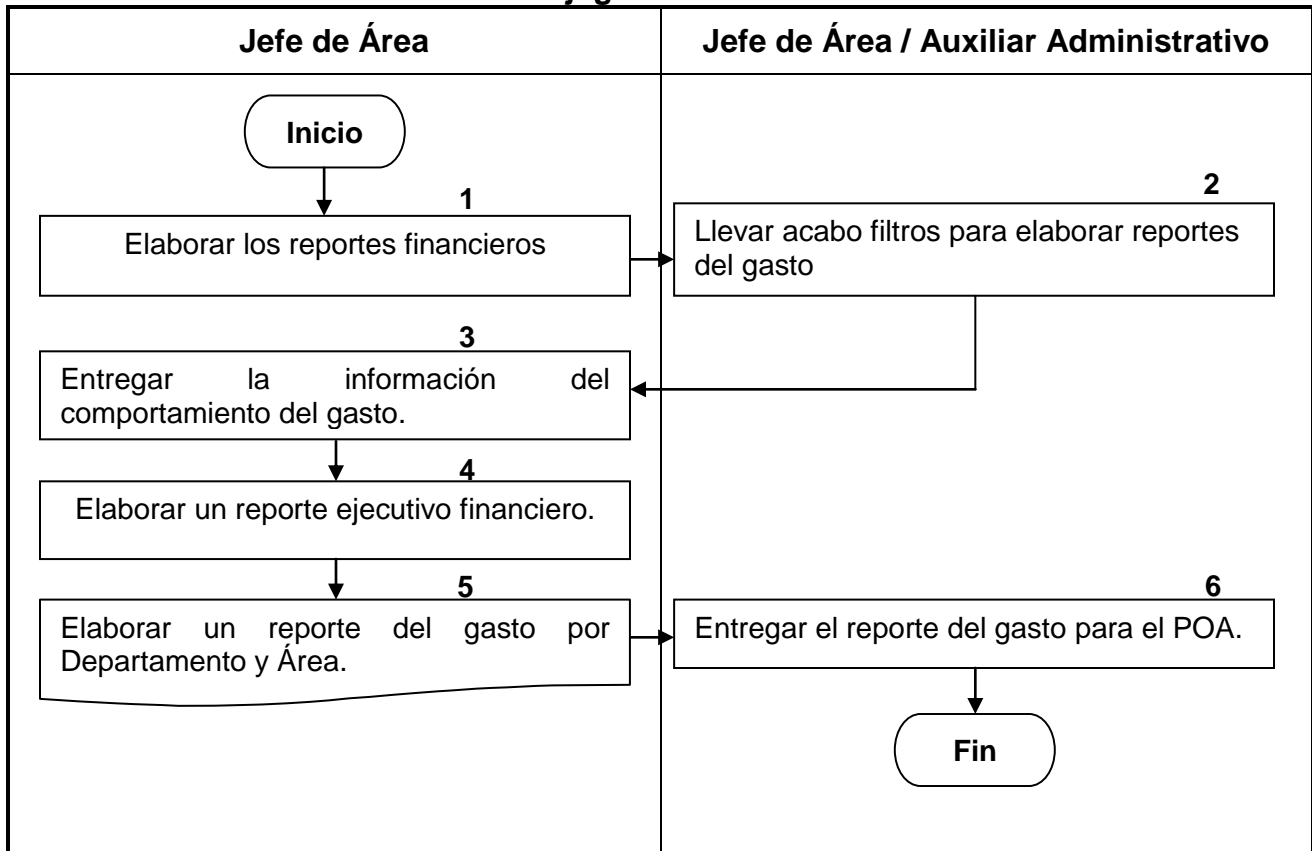 Jefe de Área
Jefe de Área / Auxiliar Administrativo
Inicio
1
Elaborar los reportes financieros
2
Llevar acabo filtros para elaborar reportes
del gasto
3
Entregar la información del
comportamiento del gasto.
4
Elaborar un reporte ejecutivo financiero.
5
Elaborar un reporte del gasto por
Departamento y Área.
6
Entregar el reporte del gasto para el POA.
Fin